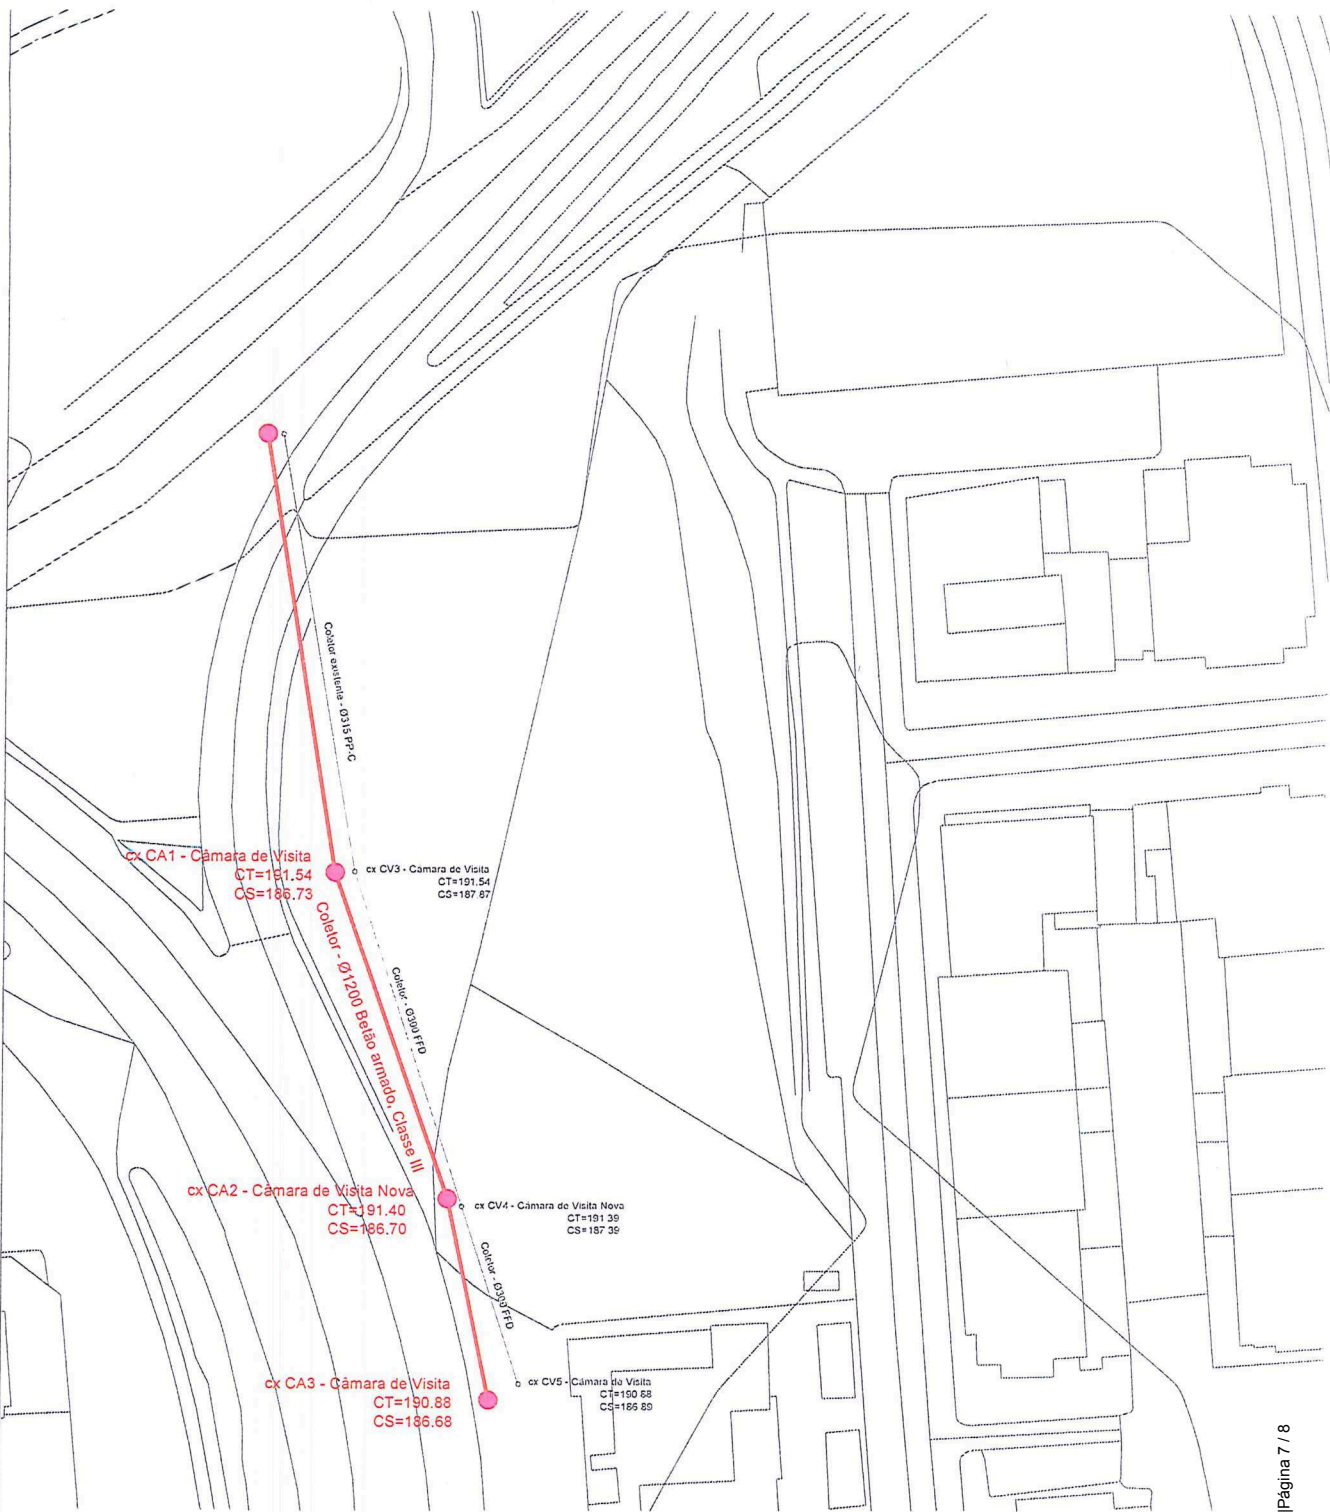 Coletor existente - Ø315 PP-C
cx CA1 - Câmara de Visita
CT=191.54
CS=186.73
cx CV3 - Câmara de Visita
CT=191.54
CS=187.87
Coletor - Ø1200 Betão armado, Classe III
Coletor - Ø300 FFD
cx CA2 - Câmara de Visita Nova
CT=191.40
CS=186.70
cx CV4 - Câmara de Visita Nova
CT=191.39
CS=187.39
Coletor - Ø300 FFD
cx CA3 - Câmara de Visita
CT=190.88
CS=186.68
cx CV5 - Câmara de Visita
CT=190.88
CS=186.89
|Página 7 / 8